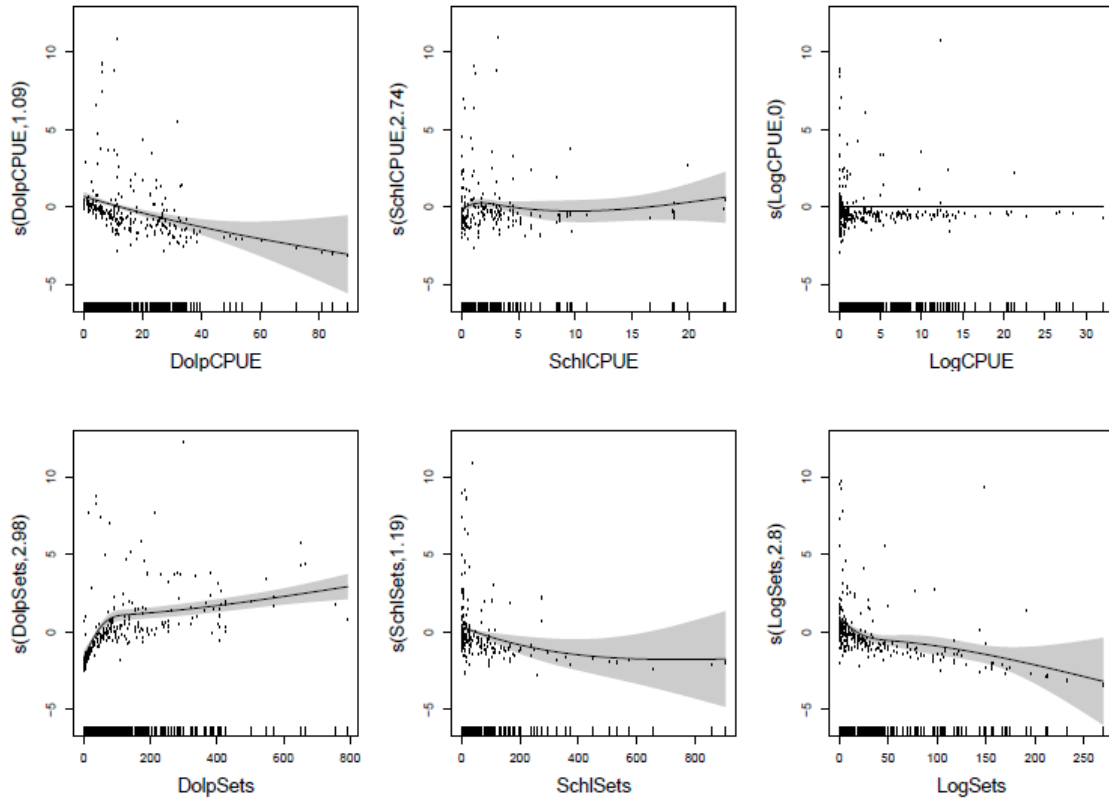 s(DolpCPUE,1.09)
10
5
0
−5
0 20 40 60 80
DolpCPUE
s(SchlCPUE,2.74)
10
5
0
−5
0 5 10 15 20
SchlCPUE
s(LogCPUE,0)
10
5
0
−5
0 5 10 15 20 25 30
LogCPUE
s(DolpSets,2.98)
10
5
0
−5
0 200 400 600 800
DolpSets
s(SchlSets,1.19)
10
5
0
−5
0 200 400 600 800
SchlSets
s(LogSets,2.8)
10
5
0
−5
0 50 100 150 200 250
LogSets